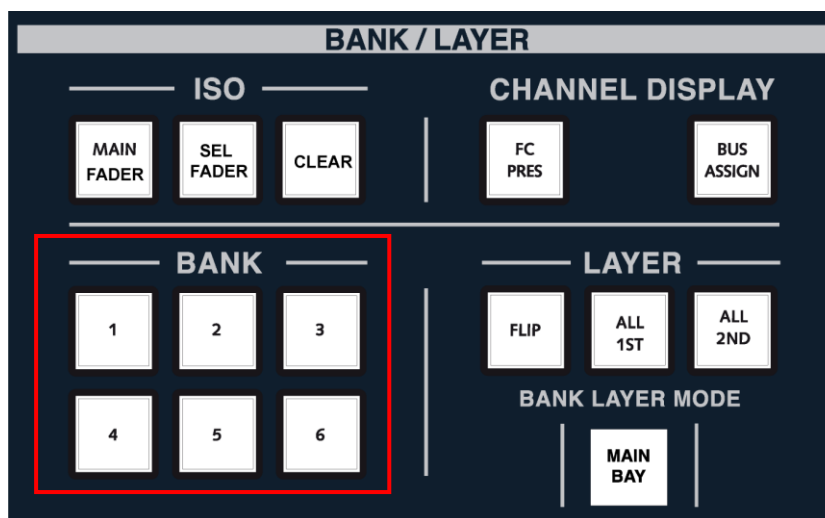 BANK / LAYER
ISO
MAIN
FADER
SEL
FADER
CLEAR
CHANNEL DISPLAY
FC
PRES
BUS
ASSIGN
BANK
1
2
3
4
5
6
LAYER
FLIP
ALL
1ST
ALL
2ND
BANK LAYER MODE
MAIN
BAY